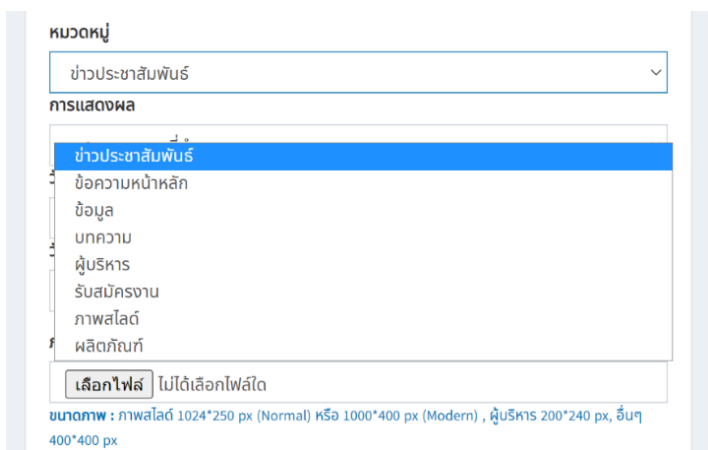 หมวดหมู่
ข่าวประชาสัมพันธ์
การแสดงผล
ข่าวประชาสัมพันธ์
ข้อความหน้าหลัก
ข้อมูล
บทความ
ผู้บริหาร
รับสมัครงาน
ภาพสไลด์
ผลิตภัณฑ์
เลือกไฟล์ ไม่ได้เลือกไฟล์ใด
ขนาดภาพ : ภาพสไลด์ 1024*250 px (Normal) หรือ 1000*400 px (Modern) , ผู้บริหาร 200*240 px, อื่นๆ
400*400 px